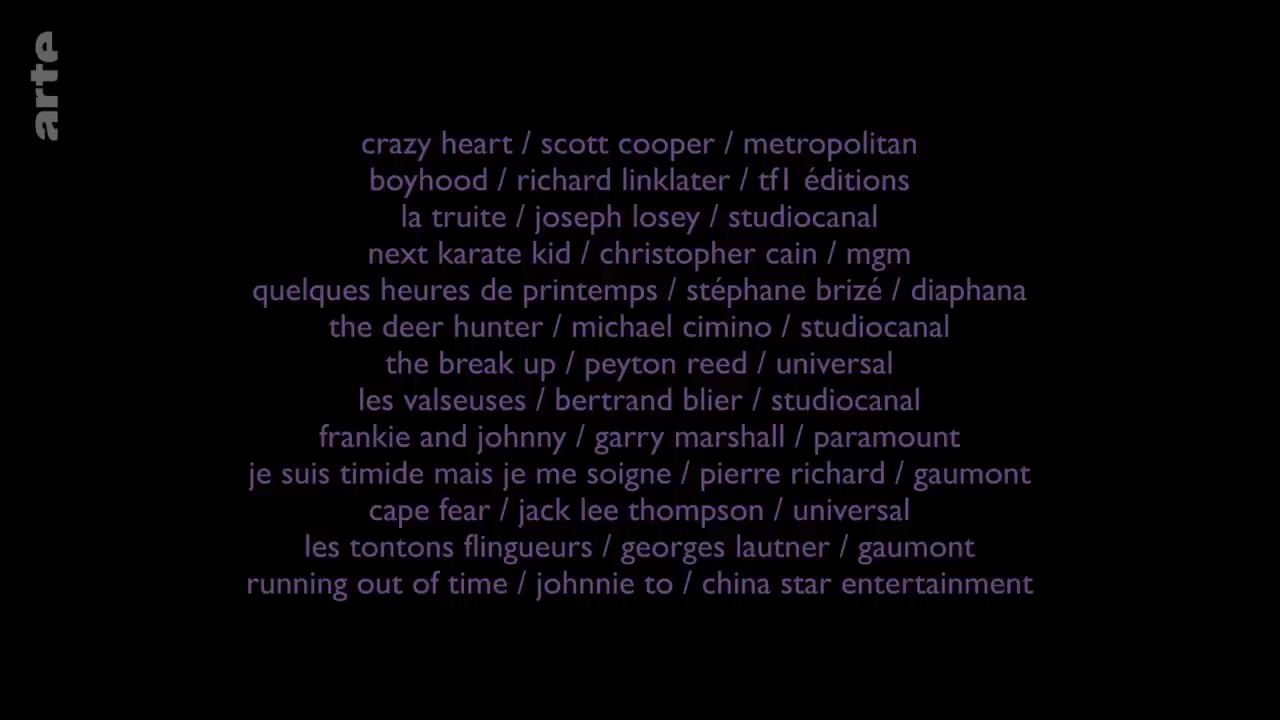 arte
crazy heart / scott cooper / metropolitan
boyhood / richard linklater / tf1 éditions
la truite / joseph losey / studiocanal
next karate kid / christopher cain / mgm
quelques heures de printemps / stéphane brizé / diaphana
the deer hunter / michael cimino / studiocanal
the break up / peyton reed / universal
les valseuses / bertrand blier / studiocanal
frankie and johnny / garry marshall / paramount
je suis timide mais je me soigne / pierre richard / gaumont
cape fear / jack lee thompson / universal
les tontons flingueurs / georges lautner / gaumont
running out of time / johnnie to / china star entertainment